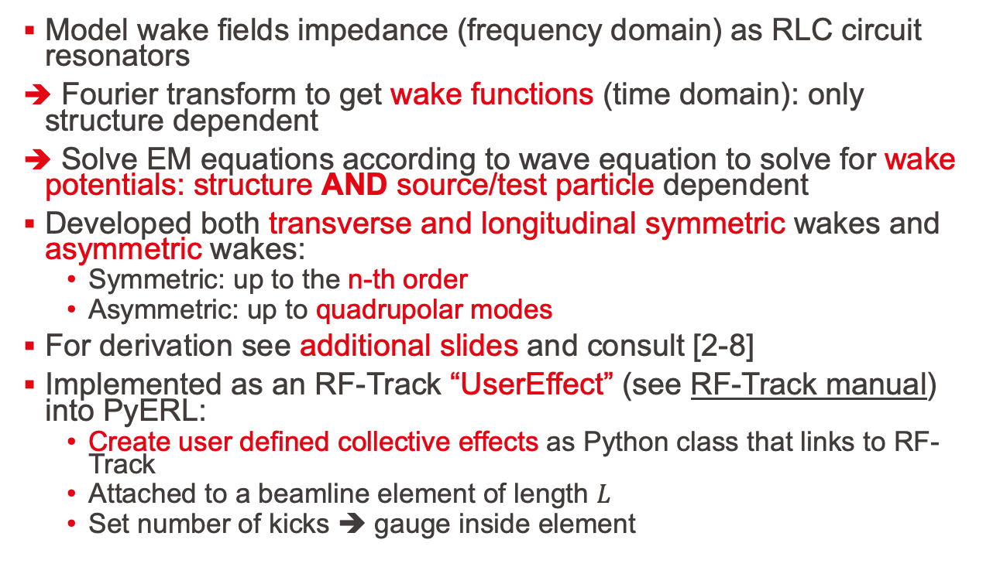 ▪ Model wake fields impedance (frequency domain) as RLC circuit
resonators
➔ Fourier transform to get wake functions (time domain): only
structure dependent
➔ Solve EM equations according to wave equation to solve for wake
potentials: structure AND source/test particle dependent
▪ Developed both transverse and longitudinal symmetric wakes and
asymmetric wakes:
• Symmetric: up to the n-th order
• Asymmetric: up to quadrupolar modes
▪ For derivation see additional slides and consult [2-8]
▪ Implemented as an RF-Track “UserEffect” (see RF-Track manual)
into PyERL:
• Create user defined collective effects as Python class that links to RF-
Track
• Attached to a beamline element of length L
• Set number of kicks ➔ gauge inside element